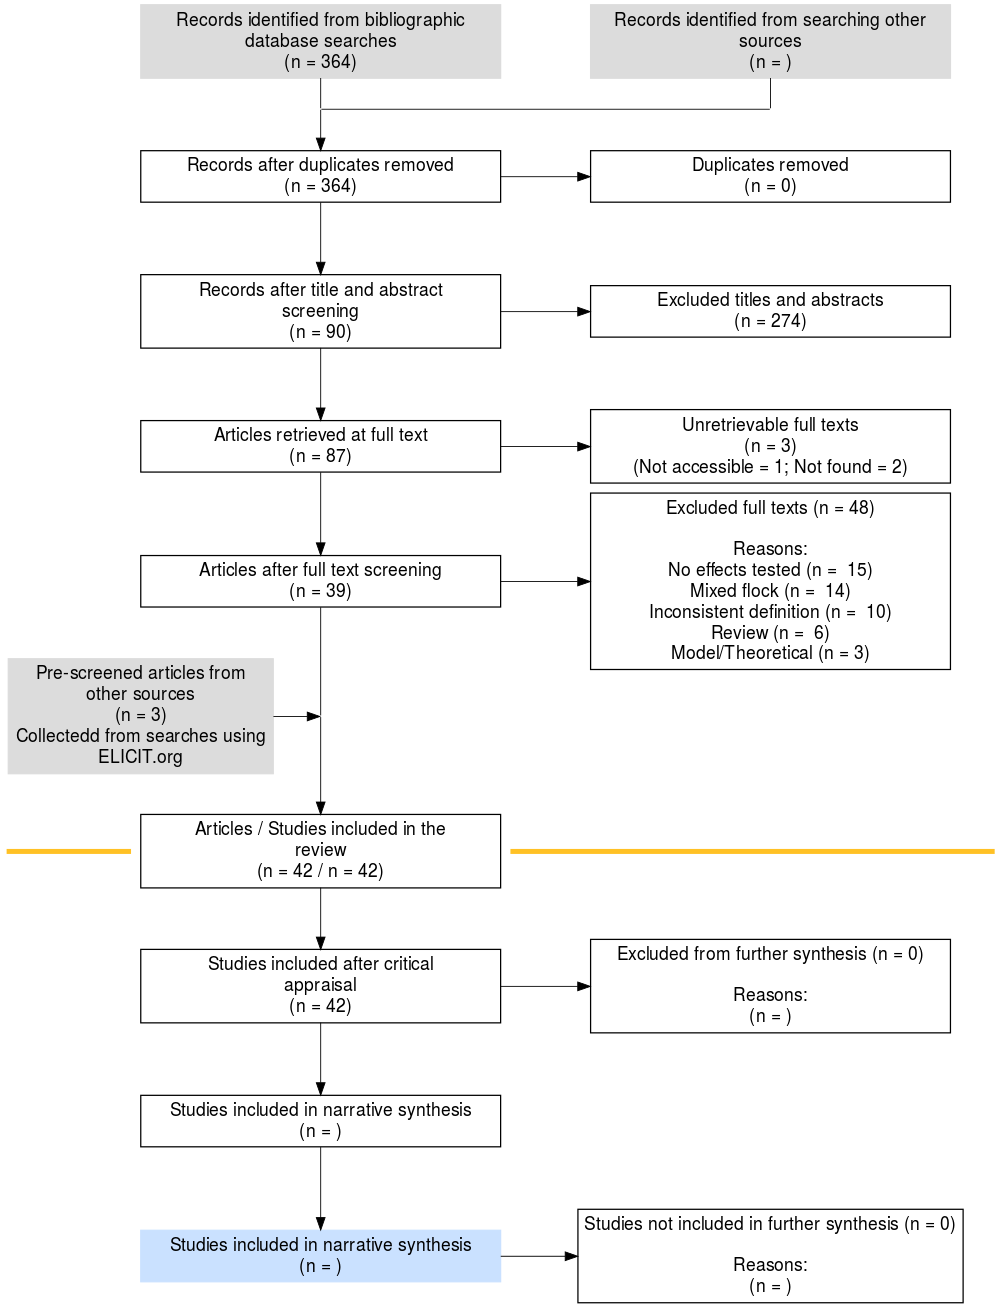 Records identified from bibliographic
database searches
(n = 364)
Records identified from searching other
sources
(n = )
Records after duplicates removed
(n = 364)
Duplicates removed
(n = 0)
Records after title and abstract
screening
(n = 90)
Excluded titles and abstracts
(n = 274)
Articles retrieved at full text
(n = 87)
Unretrievable full texts
(n = 3)
(Not accessible = 1; Not found = 2)
Articles after full text screening
(n = 39)
Excluded full texts (n = 48)
Reasons:
No effects tested (n =  15)
Mixed flock (n =  14)
Inconsistent definition (n =  10)
Review (n =  6)
Model/Theoretical (n = 3)
Pre-screened articles from
other sources
(n = 3)
Collectedd from searches using
ELICIT.org
Articles / Studies included in the
review
(n = 42 / n = 42)
Studies included after critical
appraisal
(n = 42)
Excluded from further synthesis (n = 0)
Reasons:
(n = )
Studies included in narrative synthesis
(n = )
Studies included in narrative synthesis
(n = )
Studies not included in further synthesis (n = 0)
Reasons:
(n = )